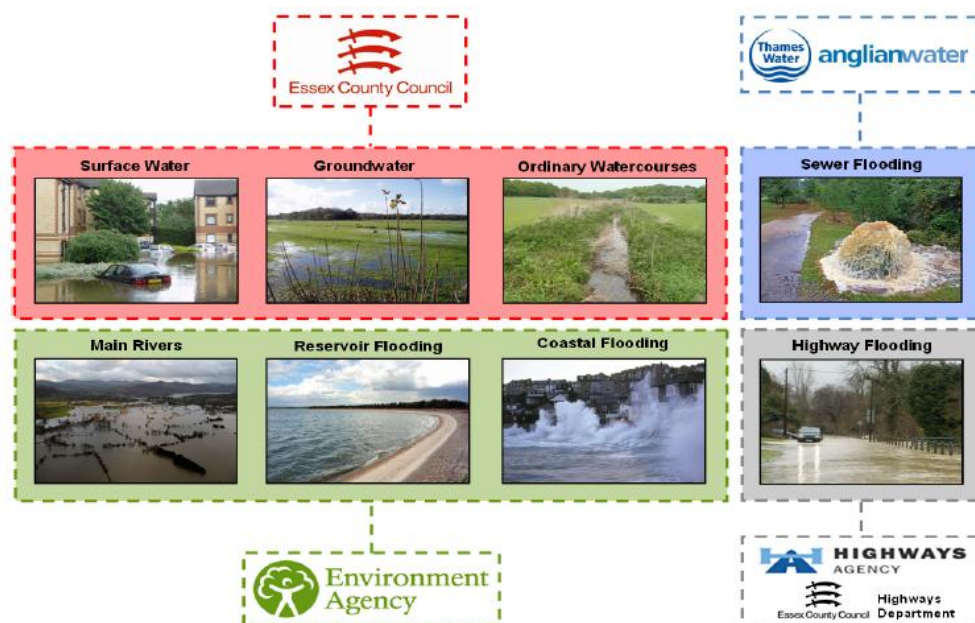 Essex County Council
Thames
Water
anglianwater
Surface Water
Groundwater
Ordinary Watercourses
Sewer Flooding
Main Rivers
Reservoir Flooding
Coastal Flooding
Highway Flooding
Environment
Agency
HIGHWAYS
AGENCY
Essex County Council
Highways
Department